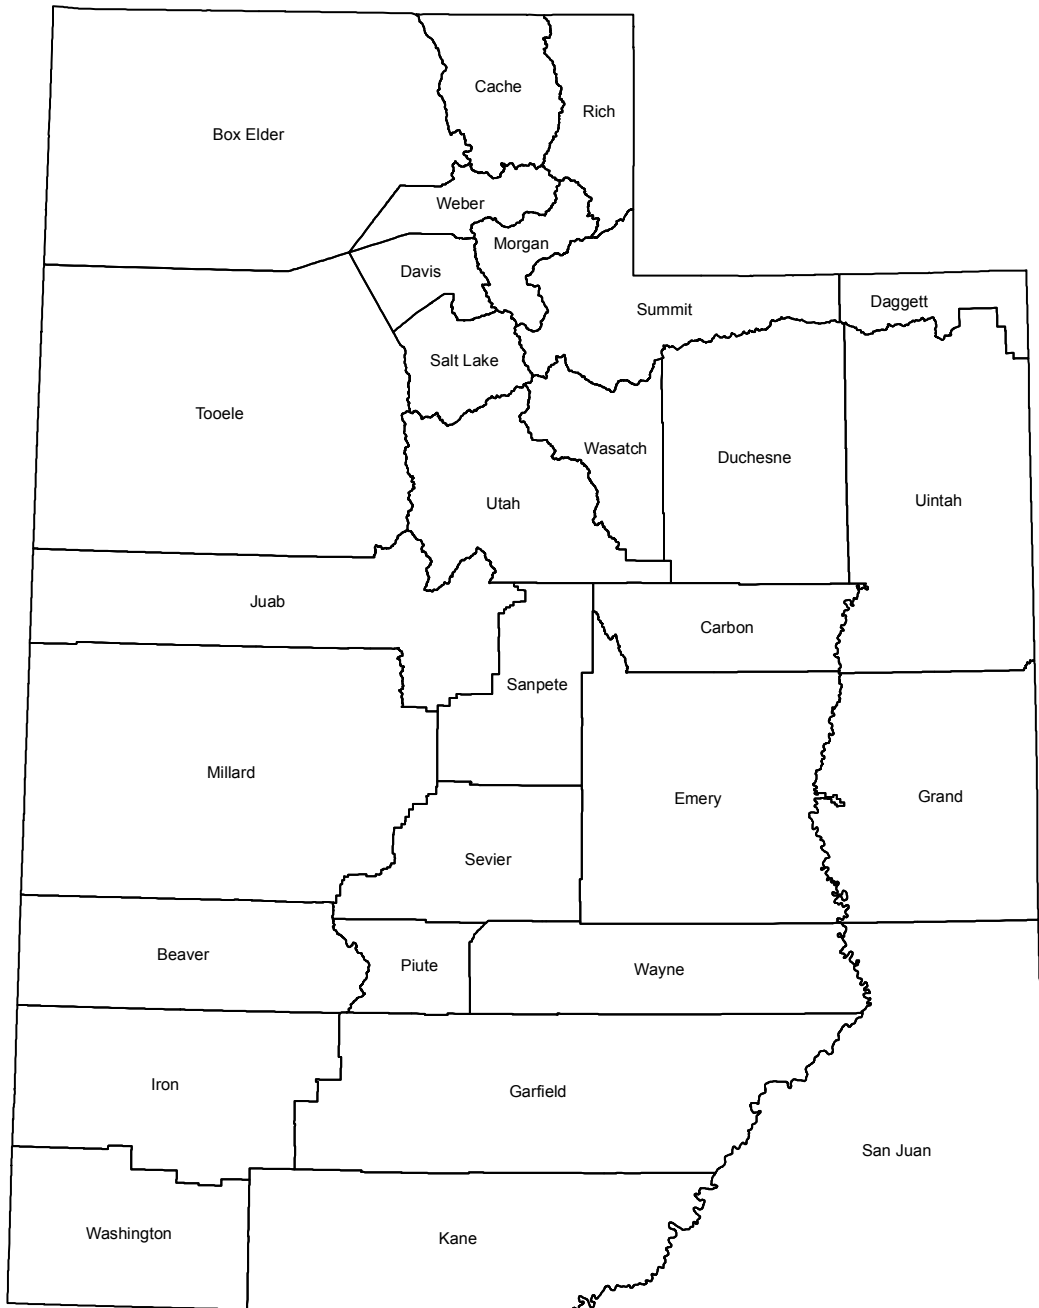 Cache
Rich
Box Elder
Weber
Morgan
Davis
Daggett
Summit
Salt Lake
Tooele
Wasatch
Duchesne
Uintah
Utah
Juab
Carbon
Sanpete
Millard
Emery
Grand
Sevier
Beaver
Piute
Wayne
Iron
Garfield
San Juan
Washington
Kane